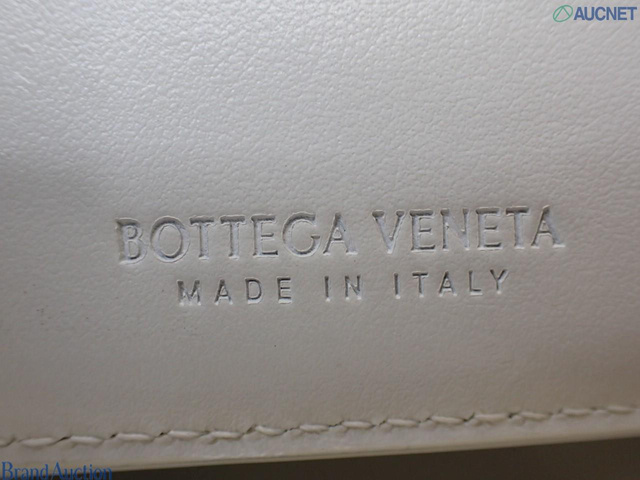 AUCNET
BOTTEGA VENETA
MADE IN ITALY
Brand Auction